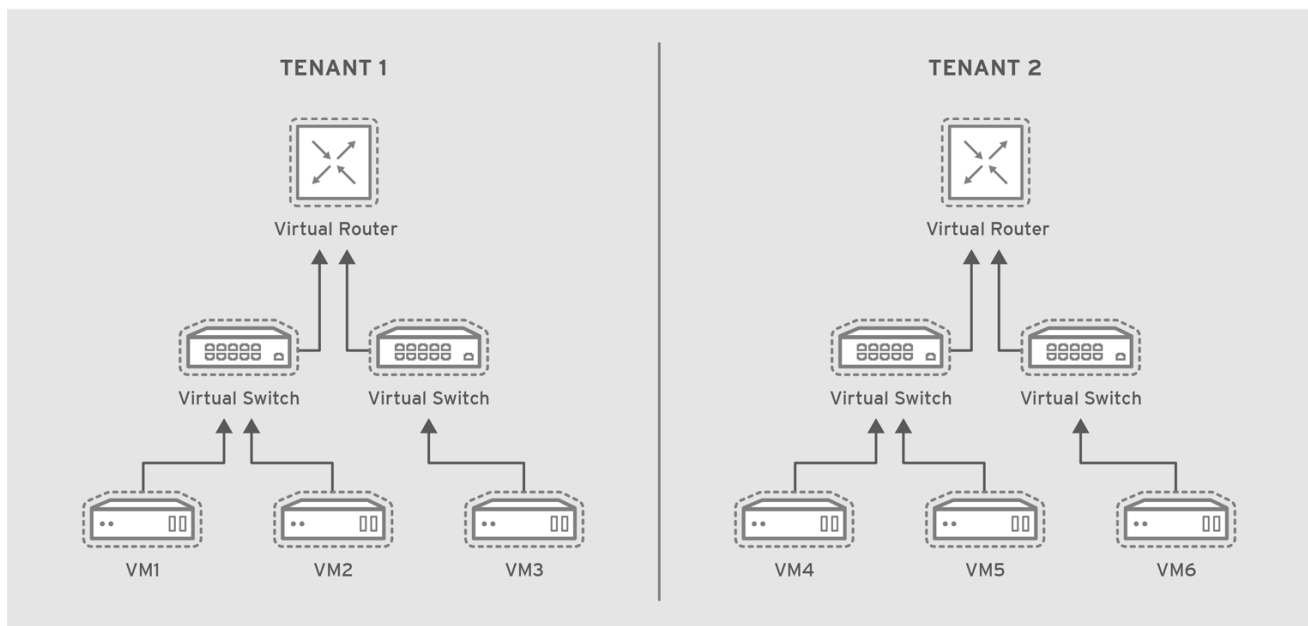 TENANT 1
TENANT 2
Virtual Router
Virtual Router
Virtual Switch
Virtual Switch
Virtual Switch
Virtual Switch
VM1
VM2
VM3
VM4
VM5
VM6